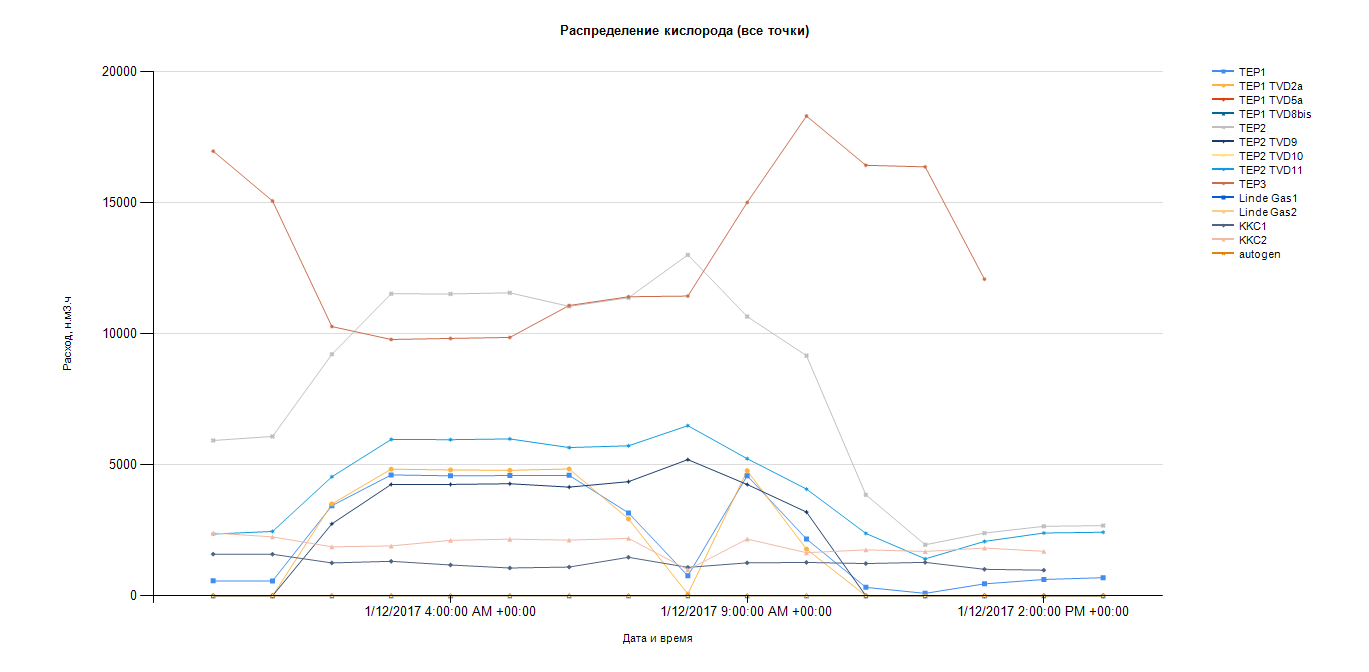 Распределение кислорода (все точки)
20000
15000
10000
5000
0
Расход, н.м3.ч
1/12/2017 4:00:00 AM +00:00
1/12/2017 9:00:00 AM +00:00
1/12/2017 2:00:00 PM +00:00
Дата и время
TEP1
TEP1 TVD2a
TEP1 TVD5a
TEP1 TVD8bis
TEP2
TEP2 TVD9
TEP2 TVD10
TEP2 TVD11
TEP3
Linde Gas1
Linde Gas2
KKC1
KKC2
autogen